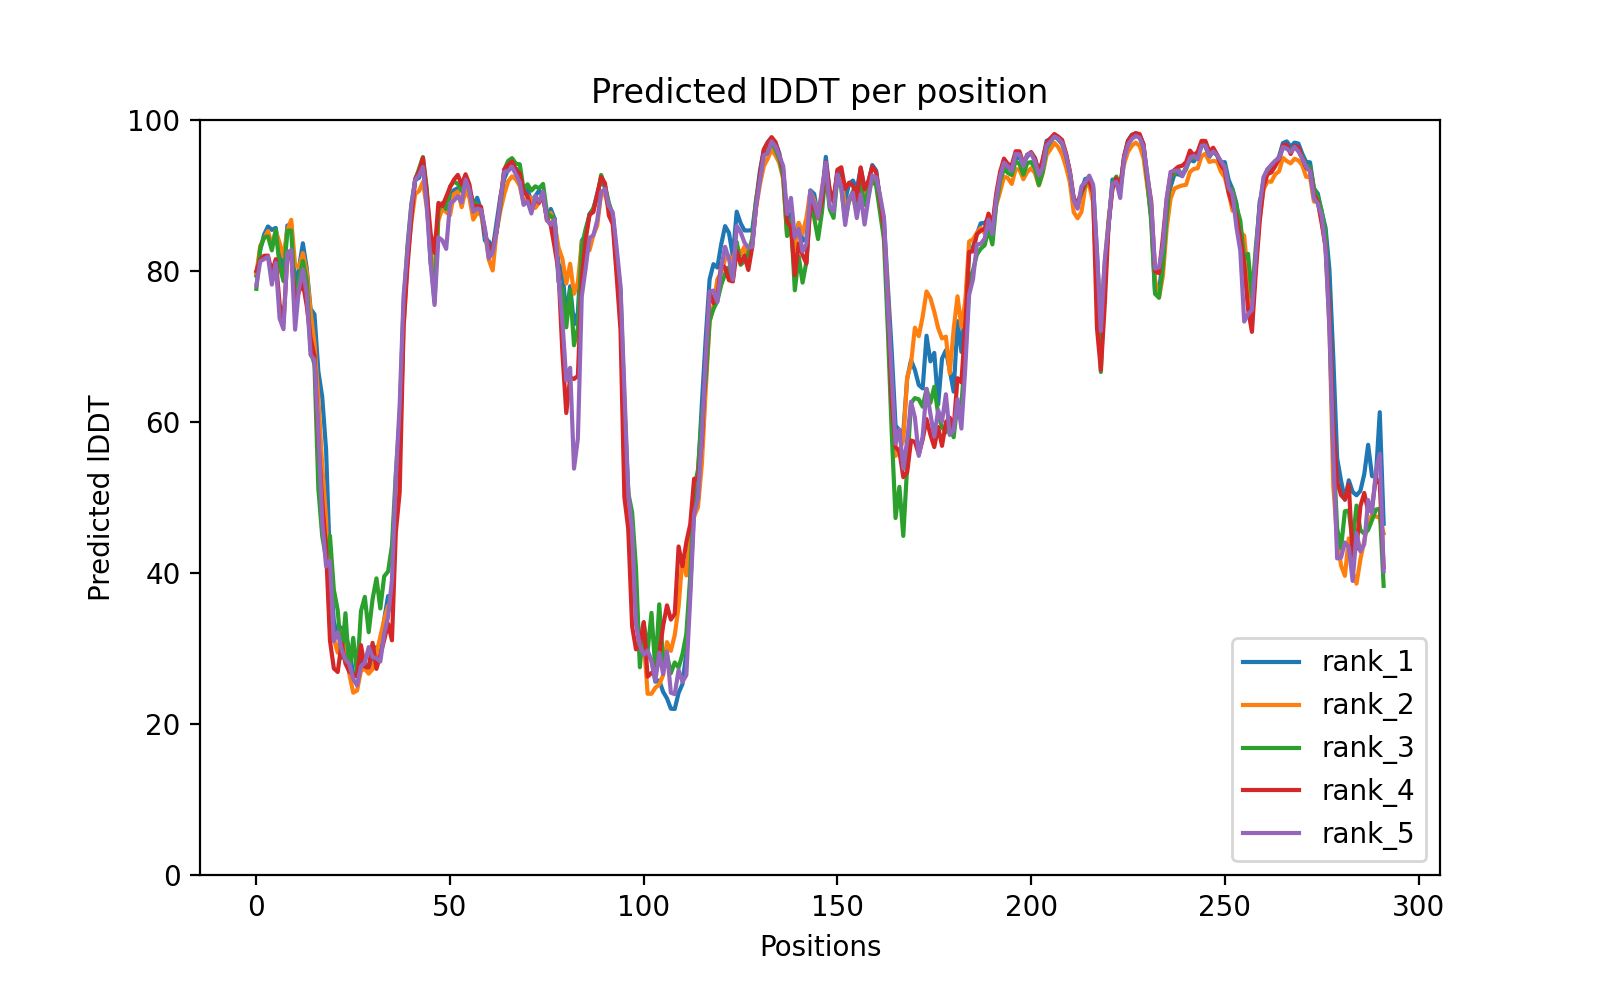 Predicted lDDT per position
100
80
60
40
20
0
Predicted lDDT
0 50 100 150 200 250 300
Positions
rank_1
rank_2
rank_3
rank_4
rank_5